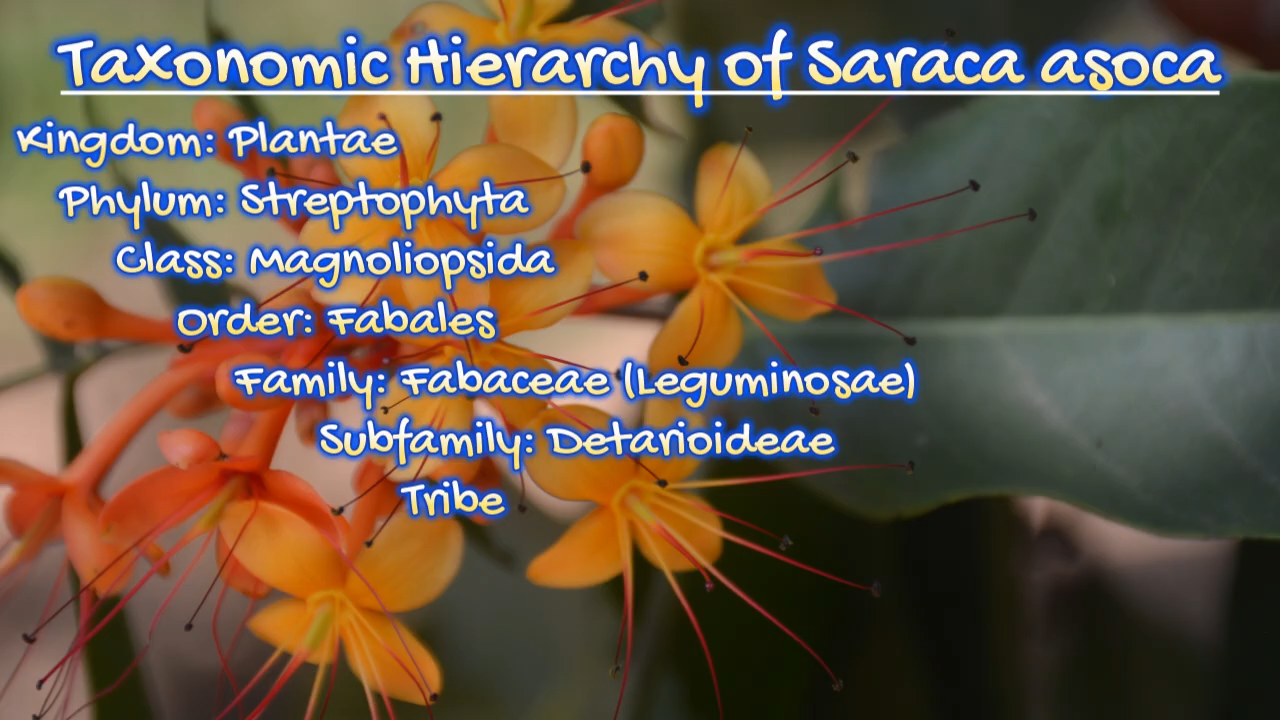 Taxonomic Hierarchy of Saraca asoca
Kingdom: Plantae
Phylum: Streptophyta
Class: Magnoliopsida
Order: Fabales
Family: Fabaceae (Leguminosae)
Subfamily: Detarioideae
Tribe